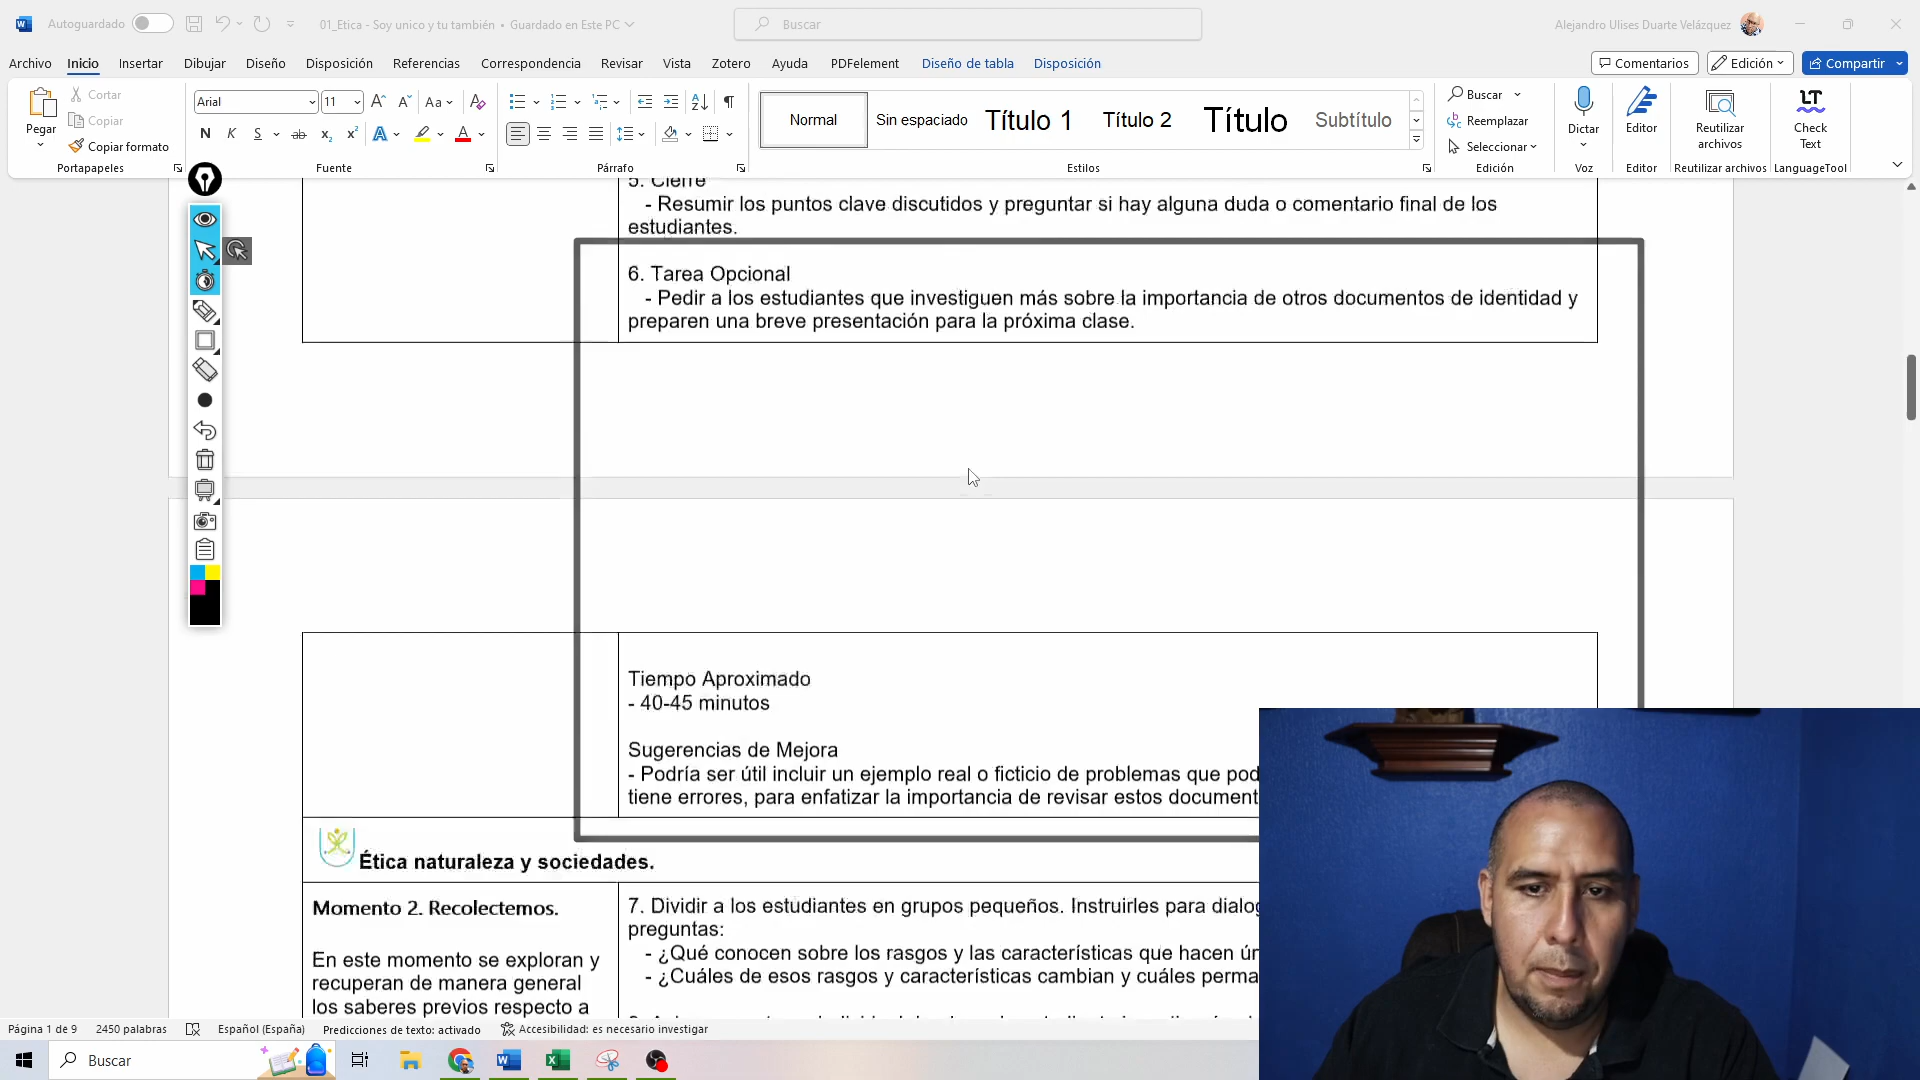 Autoguardado
01_Etica - Soy unico y tu también • Guardado en Este PC
Buscar
Alejandro Ulises Duarte Velázquez
Archivo Inicio Insertar Dibujar Diseño Disposición Referencias Correspondencia Revisar Vista Zotero Ayuda PDFelement Diseño de tabla Disposición
Comentarios Edición Compartir
Pegar
Cortar
Copiar
Copiar formato
Portapapeles
Arial 11
Aa
N K S ab x₂ x² A A
Fuente
Párrafo
Normal Sin espaciado Título 1 Título 2 Título Subtítulo
Estilos
Buscar
Reemplazar
Seleccionar
Edición
Dictar
Voz
Editor
Editor
Reutilizar archivos
Reutilizar archivos
LT
Check Text
LanguageTool
5. Cierre
- Resumir los puntos clave discutidos y preguntar si hay alguna duda o comentario final de los
estudiantes.
6. Tarea Opcional
- Pedir a los estudiantes que investiguen más sobre la importancia de otros documentos de identidad y
preparen una breve presentación para la próxima clase.
Tiempo Aproximado
- 40-45 minutos
Sugerencias de Mejora
- Podría ser útil incluir un ejemplo real o ficticio de problemas que pod
tiene errores, para enfatizar la importancia de revisar estos document
Ética naturaleza y sociedades.
Momento 2. Recolectemos.
En este momento se exploran y
recuperan de manera general
los saberes previos respecto a
7. Dividir a los estudiantes en grupos pequeños. Instruirles para dialog
preguntas:
- ¿Qué conocen sobre los rasgos y las características que hacen ún
- ¿Cuáles de esos rasgos y características cambian y cuáles perma
Página 1 de 9 2450 palabras Español (España) Predicciones de texto: activado Accesibilidad: es necesario investigar
Buscar